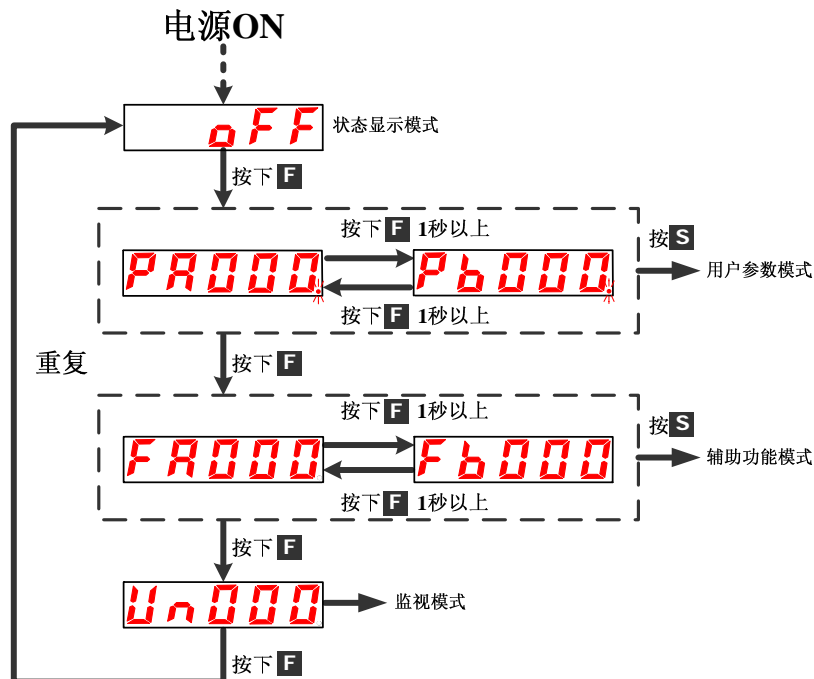 电源ON
oFF
状态显示模式
按下 F
按下 F 1秒以上
按 S
PA000.
Pb000.
用户参数模式
按下 F 1秒以上
重复
按下 F
按下 F 1秒以上
按 S
FA000
Fb000
辅助功能模式
按下 F 1秒以上
按下 F
Un000
监视模式
按下 F